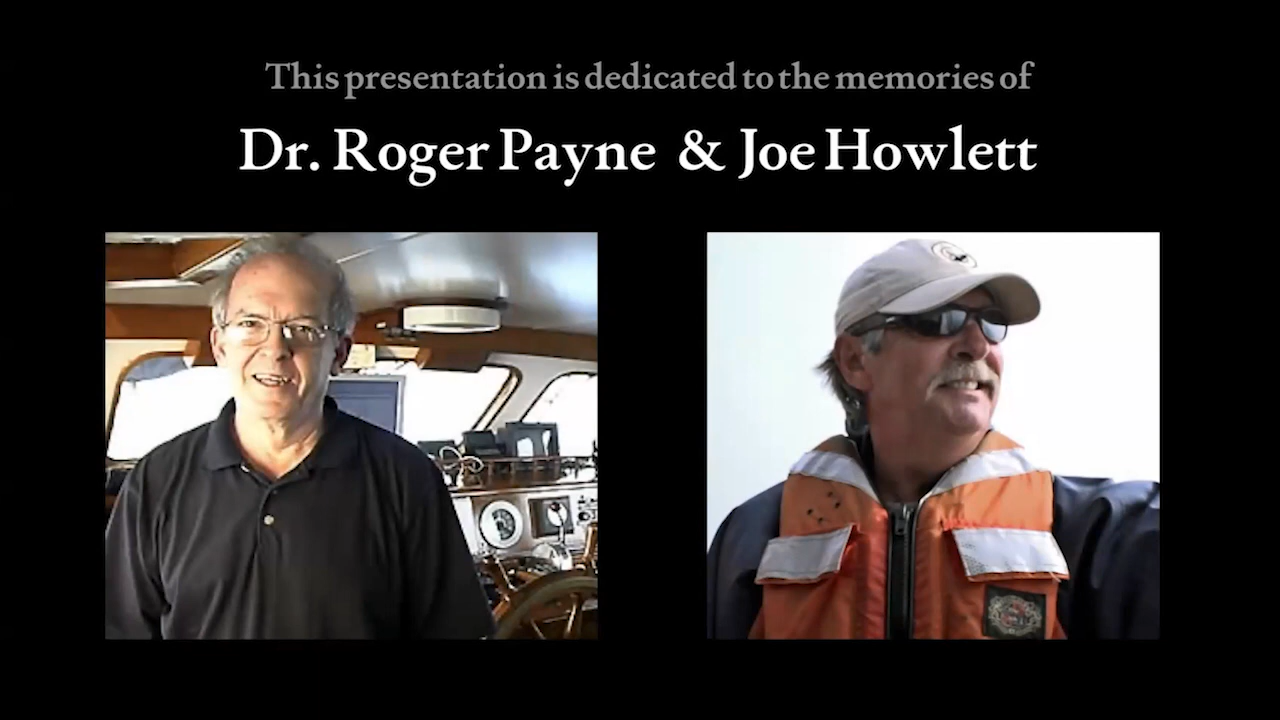 This presentation is dedicated to the memories of
Dr. Roger Payne & Joe Howlett